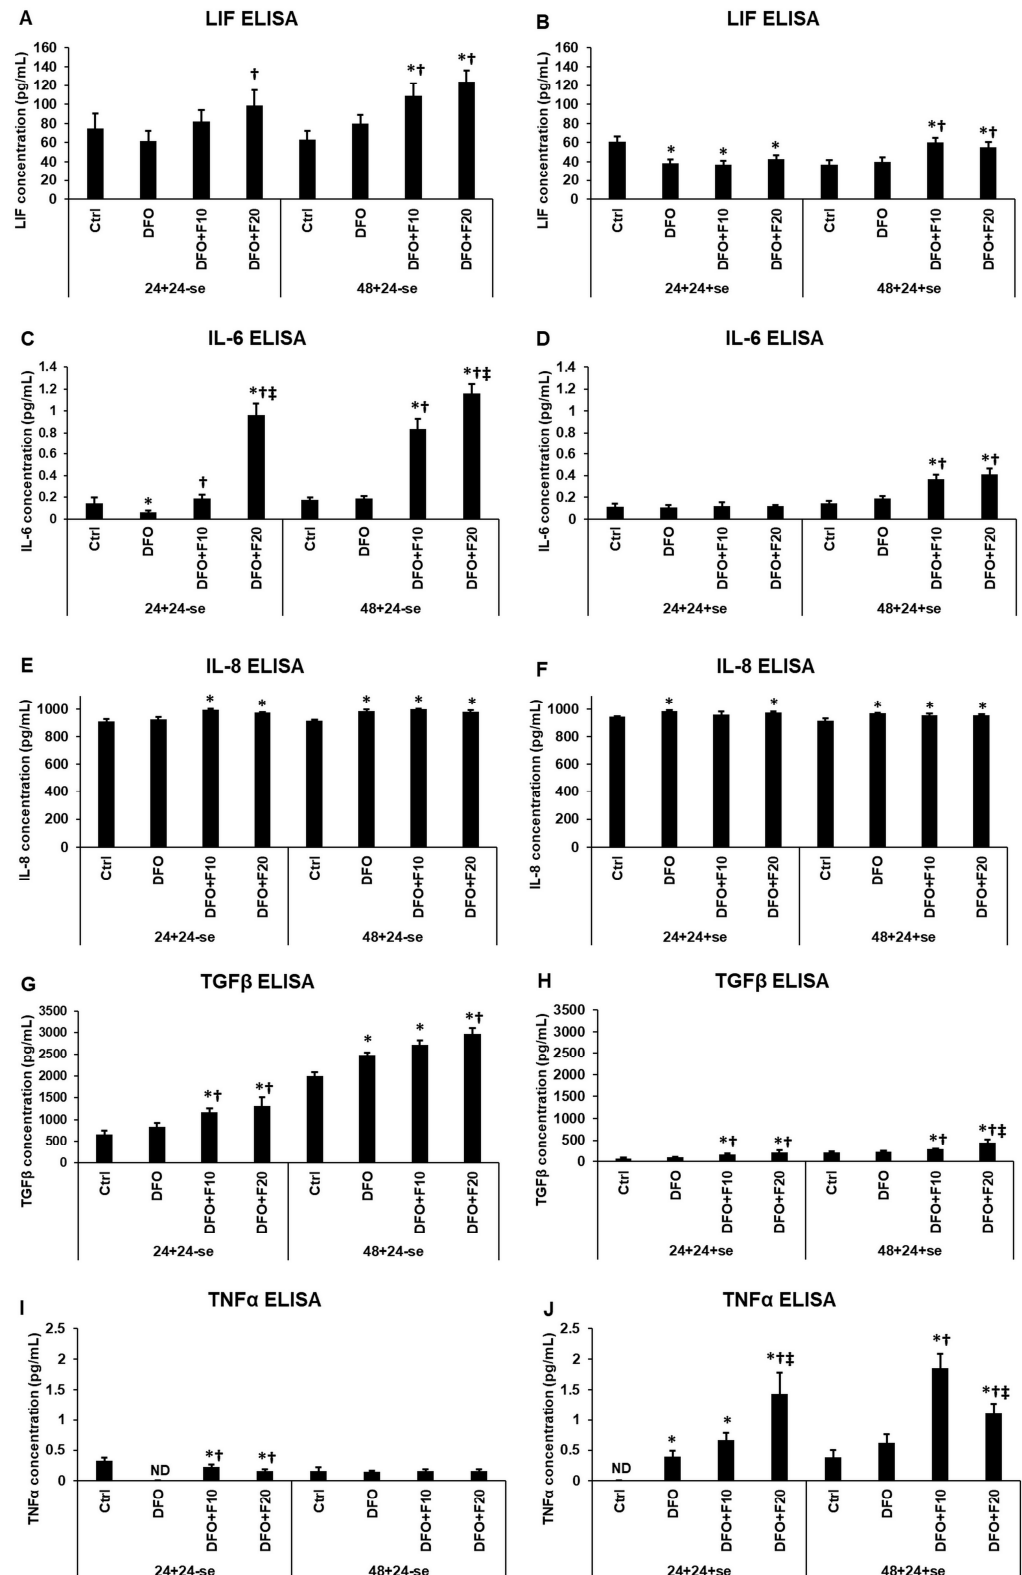 A
LIF ELISA
LIF concentration (pg/mL)
160
140
120
100
80
60
40
20
0
†
*†
*†
Ctrl
DFO
DFO+F10
DFO+F20
Ctrl
DFO
DFO+F10
DFO+F20
24+24-se
48+24-se
B
LIF ELISA
LIF concentration (pg/mL)
160
140
120
100
80
60
40
20
0
*
*
*
*†
*†
Ctrl
DFO
DFO+F10
DFO+F20
Ctrl
DFO
DFO+F10
DFO+F20
24+24+se
48+24+se
C
IL-6 ELISA
IL-6 concentration (pg/mL)
1.4
1.2
1
0.8
0.6
0.4
0.2
0
*
†
*†‡
*†
*†‡
Ctrl
DFO
DFO+F10
DFO+F20
Ctrl
DFO
DFO+F10
DFO+F20
24+24-se
48+24-se
D
IL-6 ELISA
IL-6 concentration (pg/mL)
1.4
1.2
1
0.8
0.6
0.4
0.2
0
*†
*†
Ctrl
DFO
DFO+F10
DFO+F20
Ctrl
DFO
DFO+F10
DFO+F20
24+24+se
48+24+se
E
IL-8 ELISA
IL-8 concentration (pg/mL)
1000
800
600
400
200
0
*
*
*
*
*
Ctrl
DFO
DFO+F10
DFO+F20
Ctrl
DFO
DFO+F10
DFO+F20
24+24-se
48+24-se
F
IL-8 ELISA
IL-8 concentrationn (pg/mL)
1000
800
600
400
200
0
*
*
*
*
*
Ctrl
DFO
DFO+F10
DFO+F20
Ctrl
DFO
DFO+F10
DFO+F20
24+24+se
48+24+se
G
TGFβ ELISA
TGFβ concentration (pg/mL)
3500
3000
2500
2000
1500
1000
500
0
*†
*†
*
*
*†
Ctrl
DFO
DFO+F10
DFO+F20
Ctrl
DFO
DFO+F10
DFO+F20
24+24-se
48+24-se
H
TGFβ ELISA
TGFβ concentration (pg/mL)
3500
3000
2500
2000
1500
1000
500
0
*†
*†
*†
*†‡
Ctrl
DFO
DFO+F10
DFO+F20
Ctrl
DFO
DFO+F10
DFO+F20
24+24+se
48+24+se
I
TNFα ELISA
TNFα concentration (pg/mL)
2.5
2
1.5
1
0.5
0
ND
*†
*†
Ctrl
DFO
DFO+F10
DFO+F20
Ctrl
DFO
DFO+F10
DFO+F20
24+24-se
48+24-se
J
TNFα ELISA
TNFα concentration (pg/mL)
2.5
2
1.5
1
0.5
0
ND
*
*
*†‡
*†
*†‡
Ctrl
DFO
DFO+F10
DFO+F20
Ctrl
DFO
DFO+F10
DFO+F20
24+24+se
48+24+se